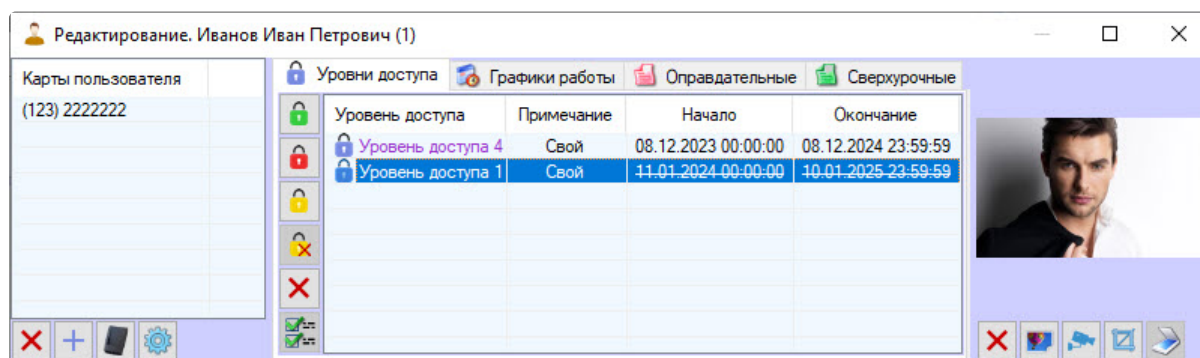 Редактирование. Иванов Иван Петрович (1)
Карты пользователя
(123) 2222222
Уровни доступа Графики работы Оправдательные Сверхурочные
Уровень доступа Примечание Начало Окончание
Уровень доступа 4 Свой 08.12.2023 00:00:00 08.12.2024 23:59:59
Уровень доступа 1 Свой 11.01.2024 00:00:00 10.01.2025 23:59:59